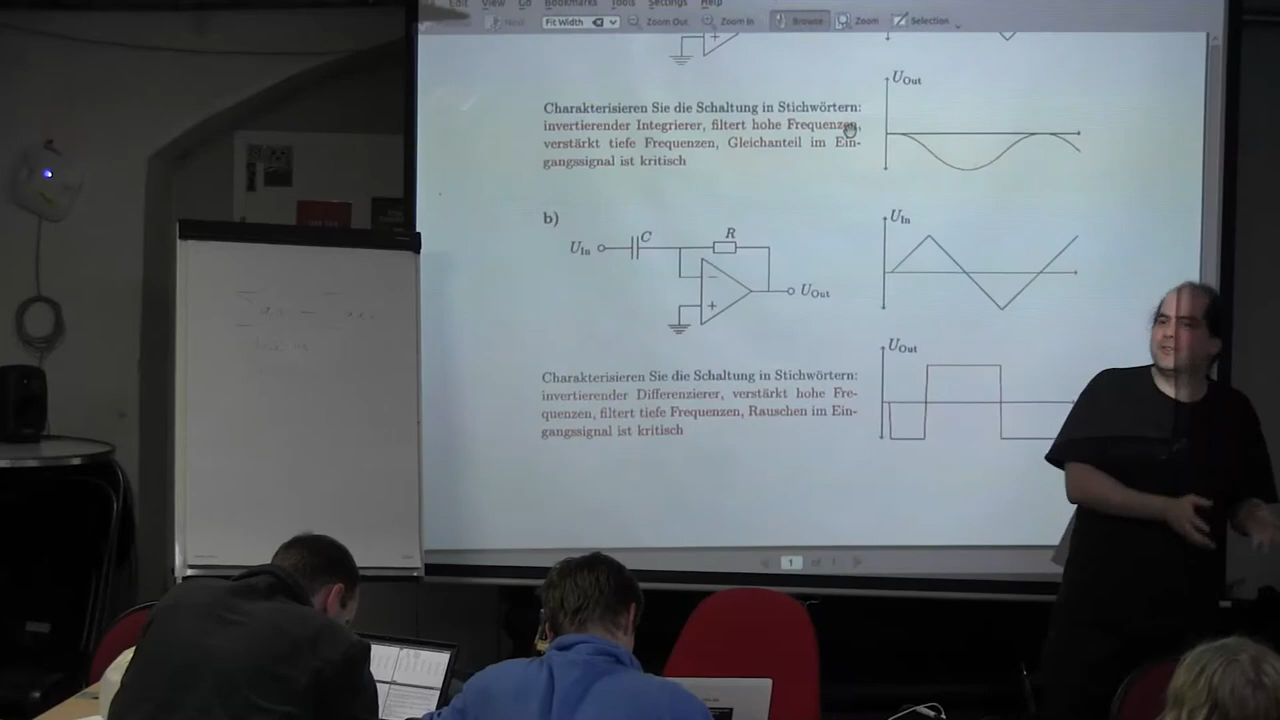 Edit View Go Bookmarks Tools Settings Help
Next Fit Width Zoom Out Zoom In Browse Zoom Selection
Charakterisieren Sie die Schaltung in Stichwörtern:
invertierender Integrierer, filtert hohe Frequenzen,
verstärkt tiefe Frequenzen, Gleichanteil im Ein-
gangssignal ist kritisch
UOut
b)
UIn C R
− +
UOut
UIn
UOut
Charakterisieren Sie die Schaltung in Stichwörtern:
invertierender Differenzierer, verstärkt hohe Fre-
quenzen, filtert tiefe Frequenzen, Rauschen im Ein-
gangssignal ist kritisch
1 of 1